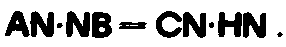 AN·NB = CN·HN.